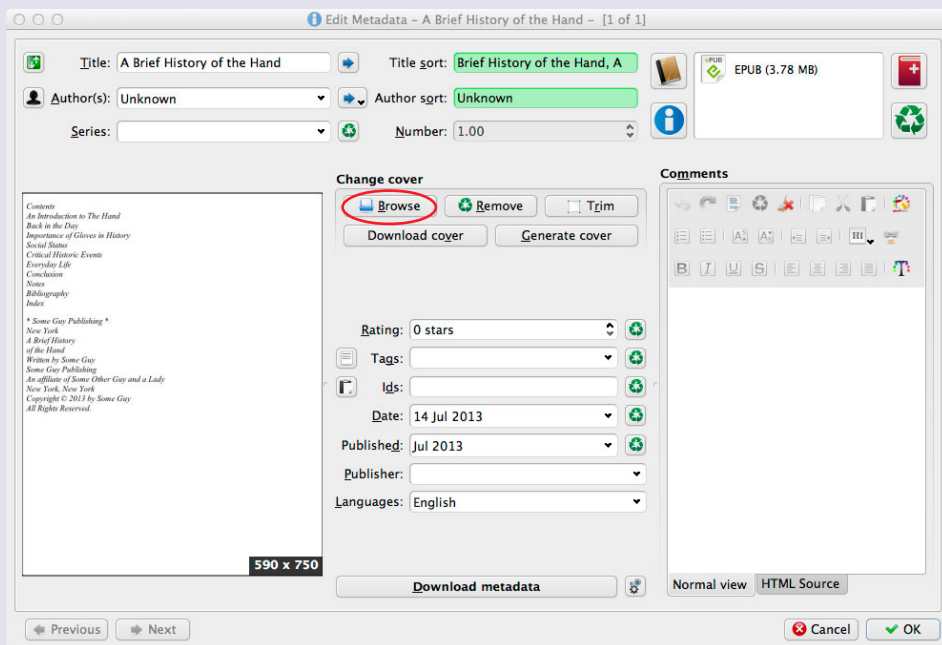 Edit Metadata – A Brief History of the Hand – [1 of 1]
Title: A Brief History of the Hand
Title sort: Brief History of the Hand, A
Author(s): Unknown
Author sort: Unknown
Series:
Number: 1.00
EPUB
EPUB (3.78 MB)
Contents
An Introduction to The Hand
Back in the Day
Importance of Gloves in History
Social Status
Critical Historic Events
Everyday Life
Conclusion
Notes
Bibliography
Index
* Some Guy Publishing *
New York
A Brief History
of the Hand
Written by Some Guy
Some Guy Publishing
An affiliate of Some Other Guy and a Lady
New York, New York
Copyright © 2013 by Some Guy
All Rights Reserved.
590 x 750
Change cover
Browse Remove Trim
Download cover Generate cover
Rating: 0 stars
Tags:
Ids:
Date: 14 Jul 2013
Published: Jul 2013
Publisher:
Languages: English
Download metadata
Comments
H1
B I U S
Normal view HTML Source
Previous Next
Cancel OK